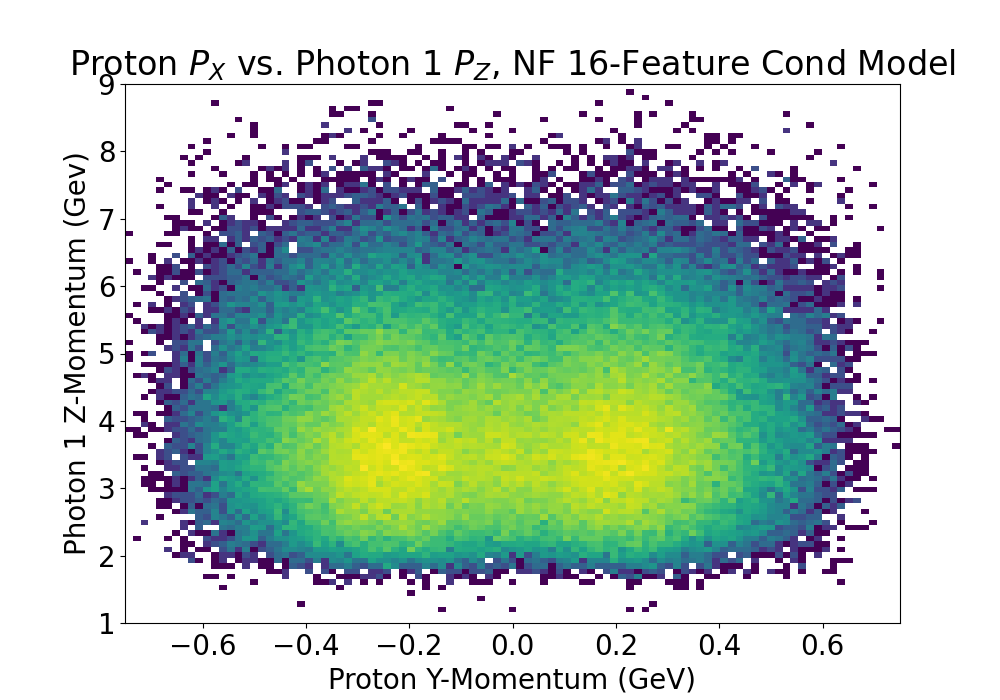 Proton P_X vs. Photon 1 P_Z, NF 16-Feature Cond Model
9
8
7
6
5
4
3
2
1
Photon 1 Z-Momentum (Gev)
−0.6 −0.4 −0.2 0.0 0.2 0.4 0.6
Proton Y-Momentum (GeV)